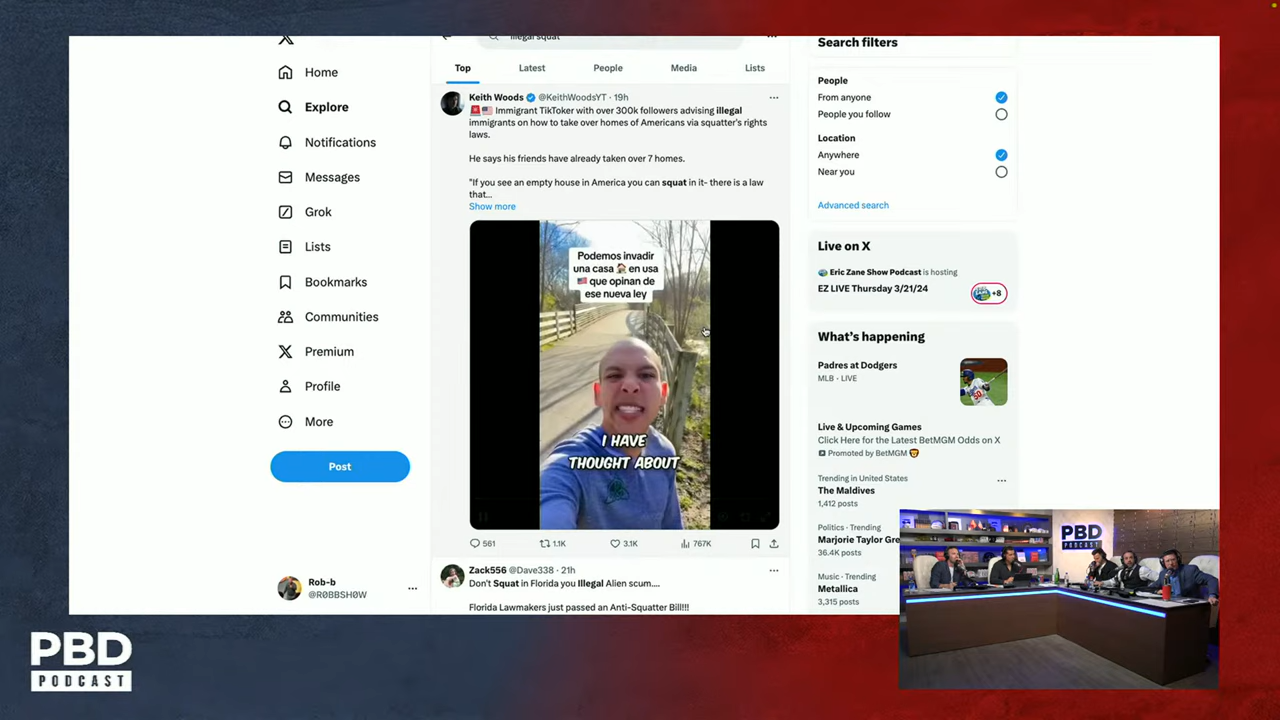 illegal squat
Top
Latest
People
Media
Lists
Home
Explore
Notifications
Messages
Grok
Lists
Bookmarks
Communities
Premium
Profile
More
Post
Rob-b
@R0BBSH0W
Keith Woods @KeithWoodsYT · 19h
🚨🇺🇸 Immigrant TikToker with over 300k followers advising illegal
immigrants on how to take over homes of Americans via squatter's rights
laws.
He says his friends have already taken over 7 homes.
"If you see an empty house in America you can squat in it- there is a law
that...
Show more
Podemos invadir
una casa 🏠 en usa
🇺🇸 que opinan de
ese nueva ley
I HAVE
THOUGHT ABOUT
561
1.1K
3.1K
767K
Zack556 @Dave338 · 21h
Don't Squat in Florida you Illegal Alien scum....
Florida Lawmakers just passed an Anti-Squatter Bill!!!
Search filters
People
From anyone
People you follow
Location
Anywhere
Near you
Advanced search
Live on X
Eric Zane Show Podcast is hosting
EZ LIVE Thursday 3/21/24
+8
What's happening
Padres at Dodgers
MLB · LIVE
Live & Upcoming Games
Click Here for the Latest BetMGM Odds on X
Promoted by BetMGM
Trending in United States
The Maldives
1,412 posts
Politics · Trending
Marjorie Taylor Gre
36.4K posts
Music · Trending
Metallica
3,315 posts
PBD
PODCAST
PBD
PODCAST